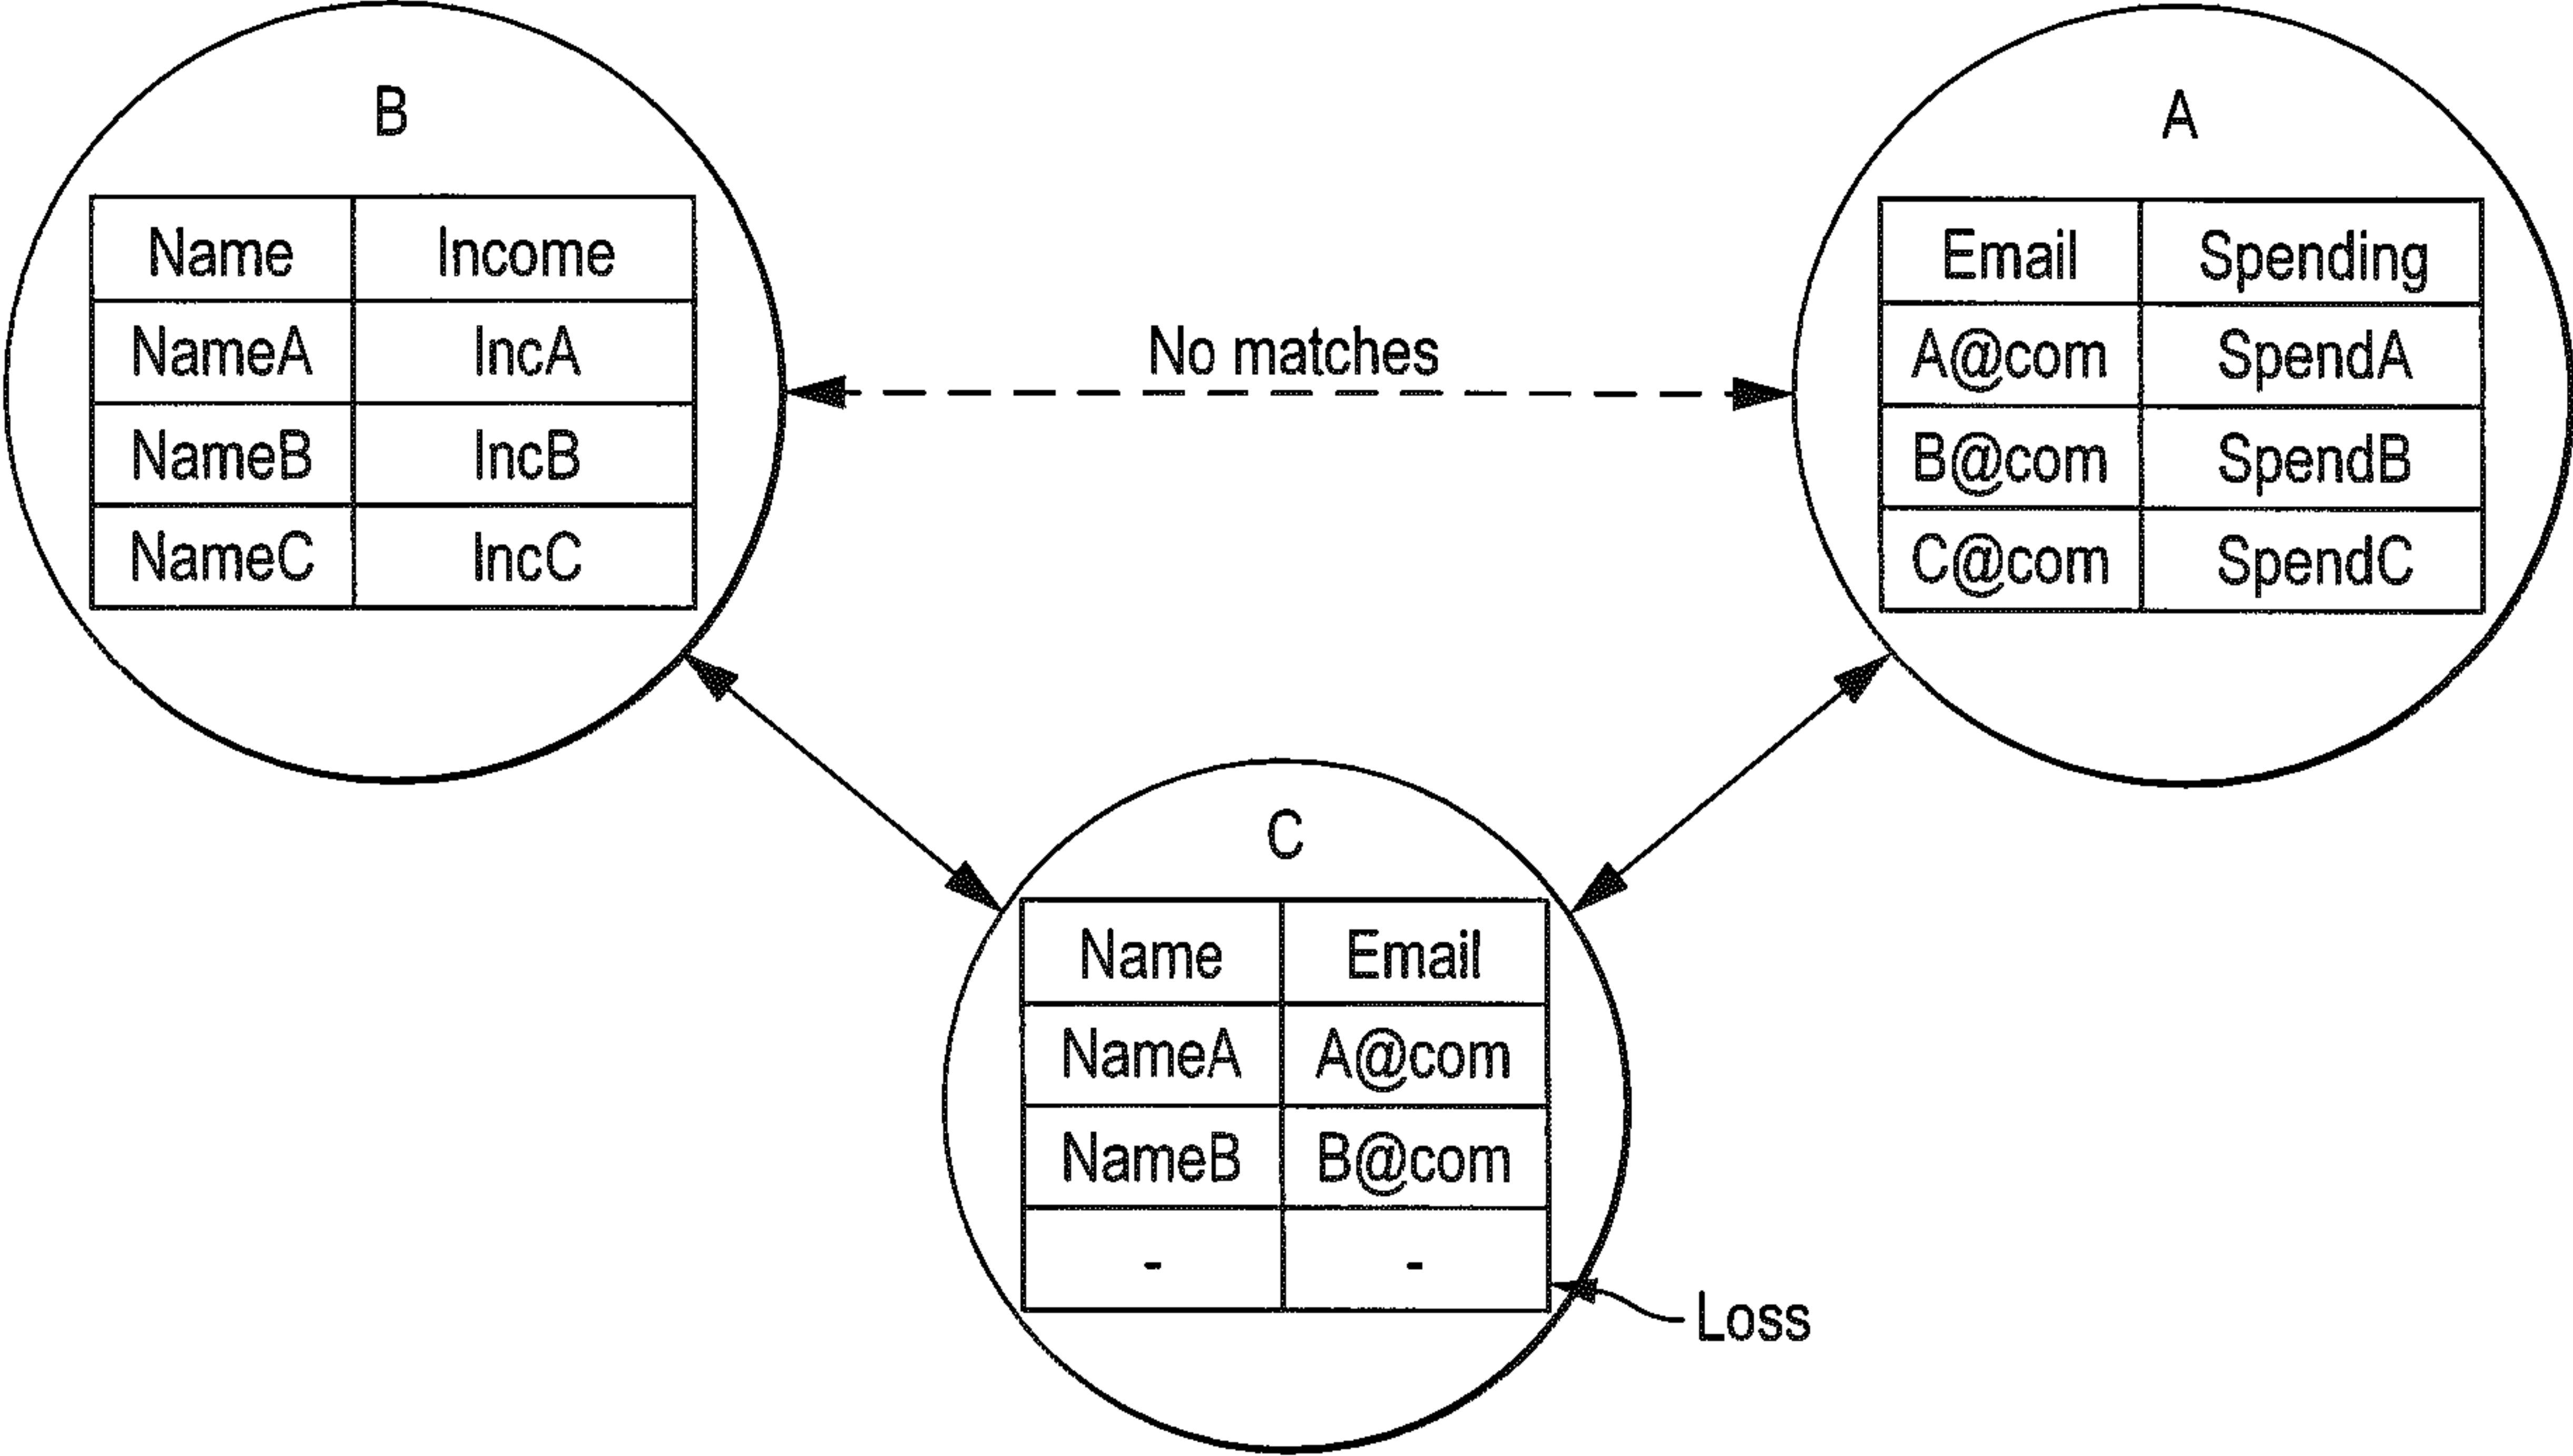 B
Name Income
NameA IncA
NameB IncB
NameC IncC
No matches
A
Email Spending
A@com SpendA
B@com SpendB
C@com SpendC
C
Name Email
NameA A@com
NameB B@com
- -
Loss